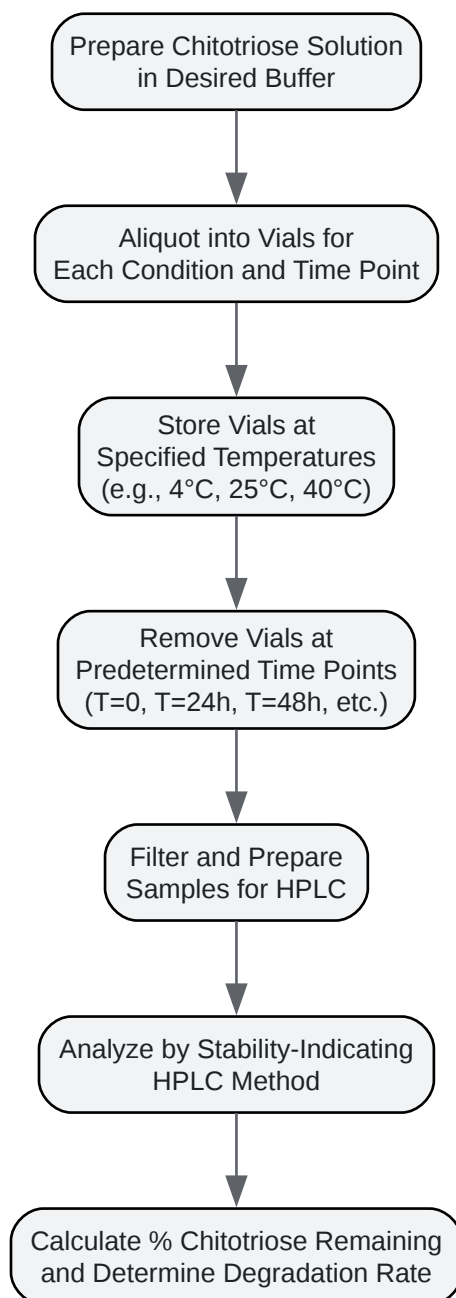 Prepare Chitotriose Solution
in Desired Buffer
Aliquot into Vials for
Each Condition and Time Point
Store Vials at
Specified Temperatures
(e.g., 4°C, 25°C, 40°C)
Remove Vials at
Predetermined Time Points
(T=0, T=24h, T=48h, etc.)
Filter and Prepare
Samples for HPLC
Analyze by Stability-Indicating
HPLC Method
Calculate % Chitotriose Remaining
and Determine Degradation Rate